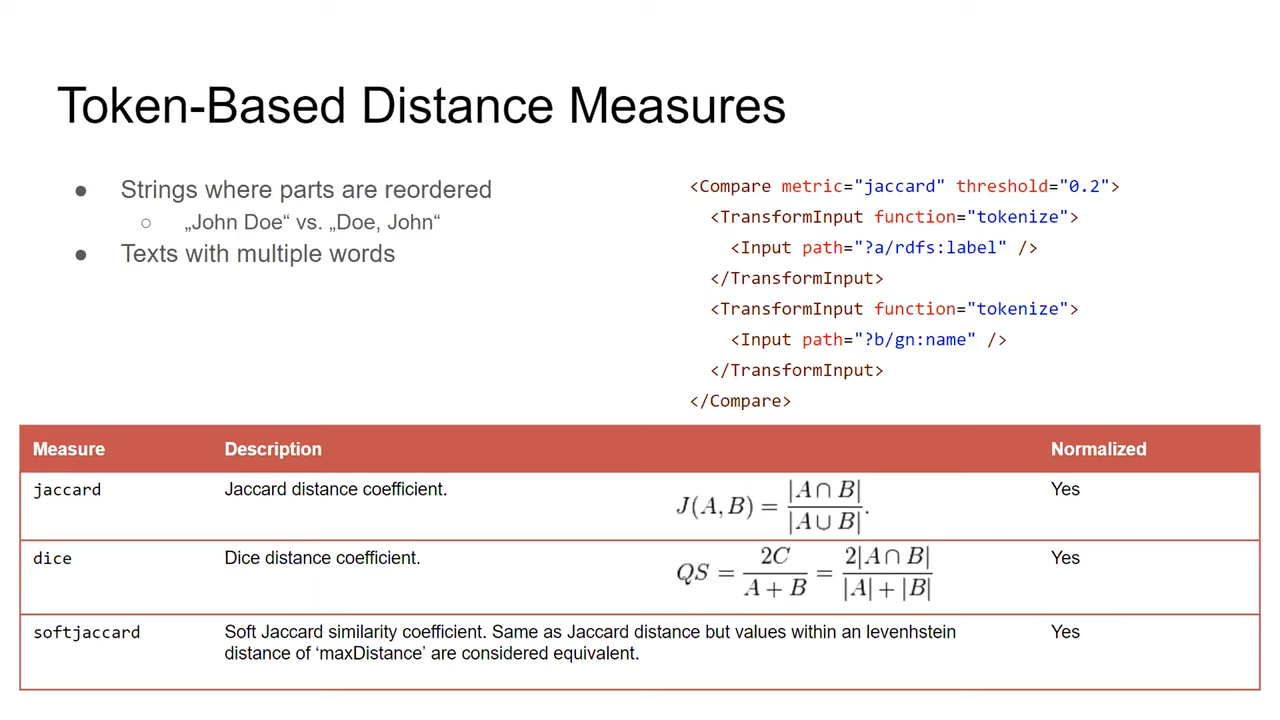 Token-Based Distance Measures
● Strings where parts are reordered
○ „John Doe“ vs. „Doe, John“
● Texts with multiple words
<Compare metric="jaccard" threshold="0.2">
<TransformInput function="tokenize">
<Input path="?a/rdfs:label" />
</TransformInput>
<TransformInput function="tokenize">
<Input path="?b/gn:name" />
</TransformInput>
</Compare>
Measure Description Normalized
jaccard Jaccard distance coefficient. J(A, B) = |A ∩ B| / |A ∪ B|. Yes
dice Dice distance coefficient. QS = 2C / A + B = 2|A ∩ B| / |A| + |B| Yes
softjaccard Soft Jaccard similarity coefficient. Same as Jaccard distance but values within an levenhstein Yes
distance of ‘maxDistance’ are considered equivalent.